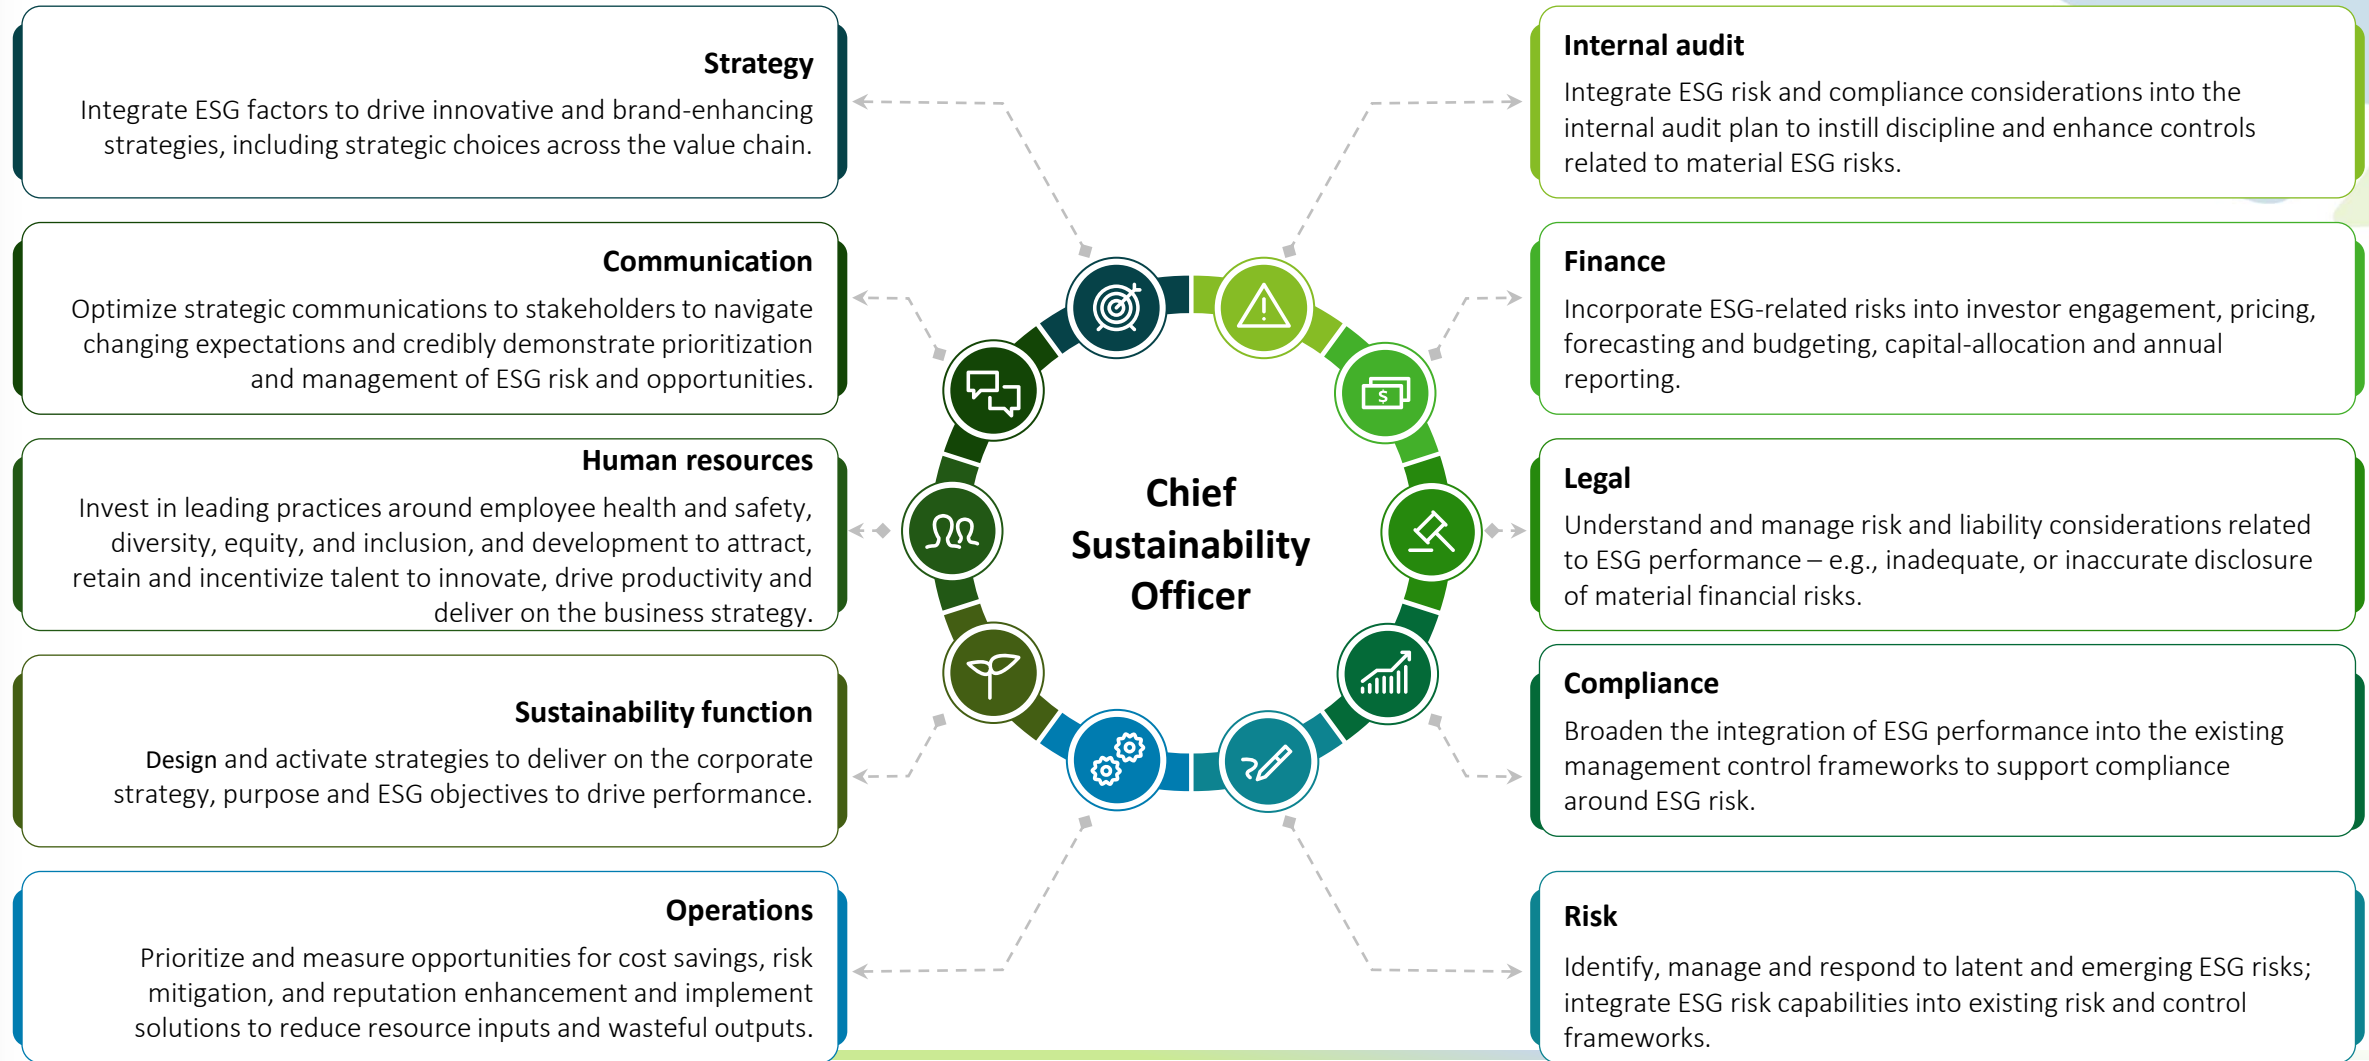 Strategy
Integrate ESG factors to drive innovative and brand-enhancing
strategies, including strategic choices across the value chain.
Communication
Optimize strategic communications to stakeholders to navigate
changing expectations and credibly demonstrate prioritization
and management of ESG risk and opportunities.
Human resources
Invest in leading practices around employee health and safety,
diversity, equity, and inclusion, and development to attract,
retain and incentivize talent to innovate, drive productivity and
deliver on the business strategy.
Sustainability function
Design and activate strategies to deliver on the corporate
strategy, purpose and ESG objectives to drive performance.
Operations
Prioritize and measure opportunities for cost savings, risk
mitigation, and reputation enhancement and implement
solutions to reduce resource inputs and wasteful outputs.
$
Chief
Sustainability
Officer
Internal audit
Integrate ESG risk and compliance considerations into the
internal audit plan to instill discipline and enhance controls
related to material ESG risks.
Finance
Incorporate ESG-related risks into investor engagement, pricing,
forecasting and budgeting, capital-allocation and annual
reporting.
Legal
Understand and manage risk and liability considerations related
to ESG performance – e.g., inadequate, or inaccurate disclosure
of material financial risks.
Compliance
Broaden the integration of ESG performance into the existing
management control frameworks to support compliance
around ESG risk.
Risk
Identify, manage and respond to latent and emerging ESG risks;
integrate ESG risk capabilities into existing risk and control
frameworks.